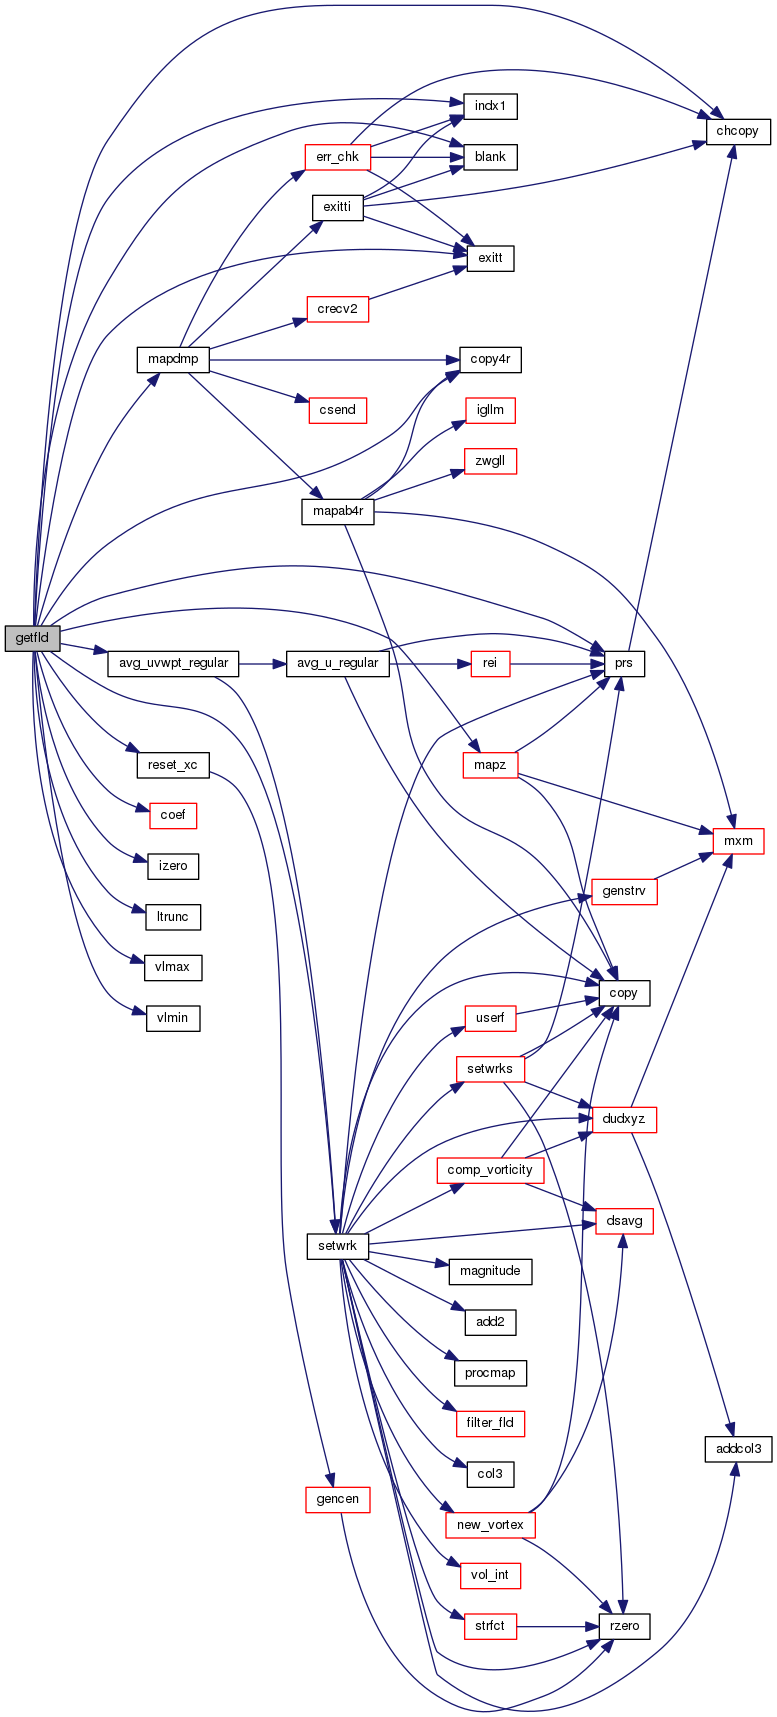 indx1
chcopy
blank
err_chk
exitti
exitt
crecv2
mapdmp
copy4r
csend
igllm
zwgll
mapab4r
getfld
avg_uvwpt_regular
avg_u_regular
rei
prs
reset_xc
mapz
coef
mxm
izero
genstrv
ltrunc
vlmax
copy
vlmin
userf
setwrks
dudxyz
comp_vorticity
dsavg
setwrk
magnitude
add2
procmap
filter_fld
addcol3
col3
gencen
new_vortex
vol_int
strfct
rzero